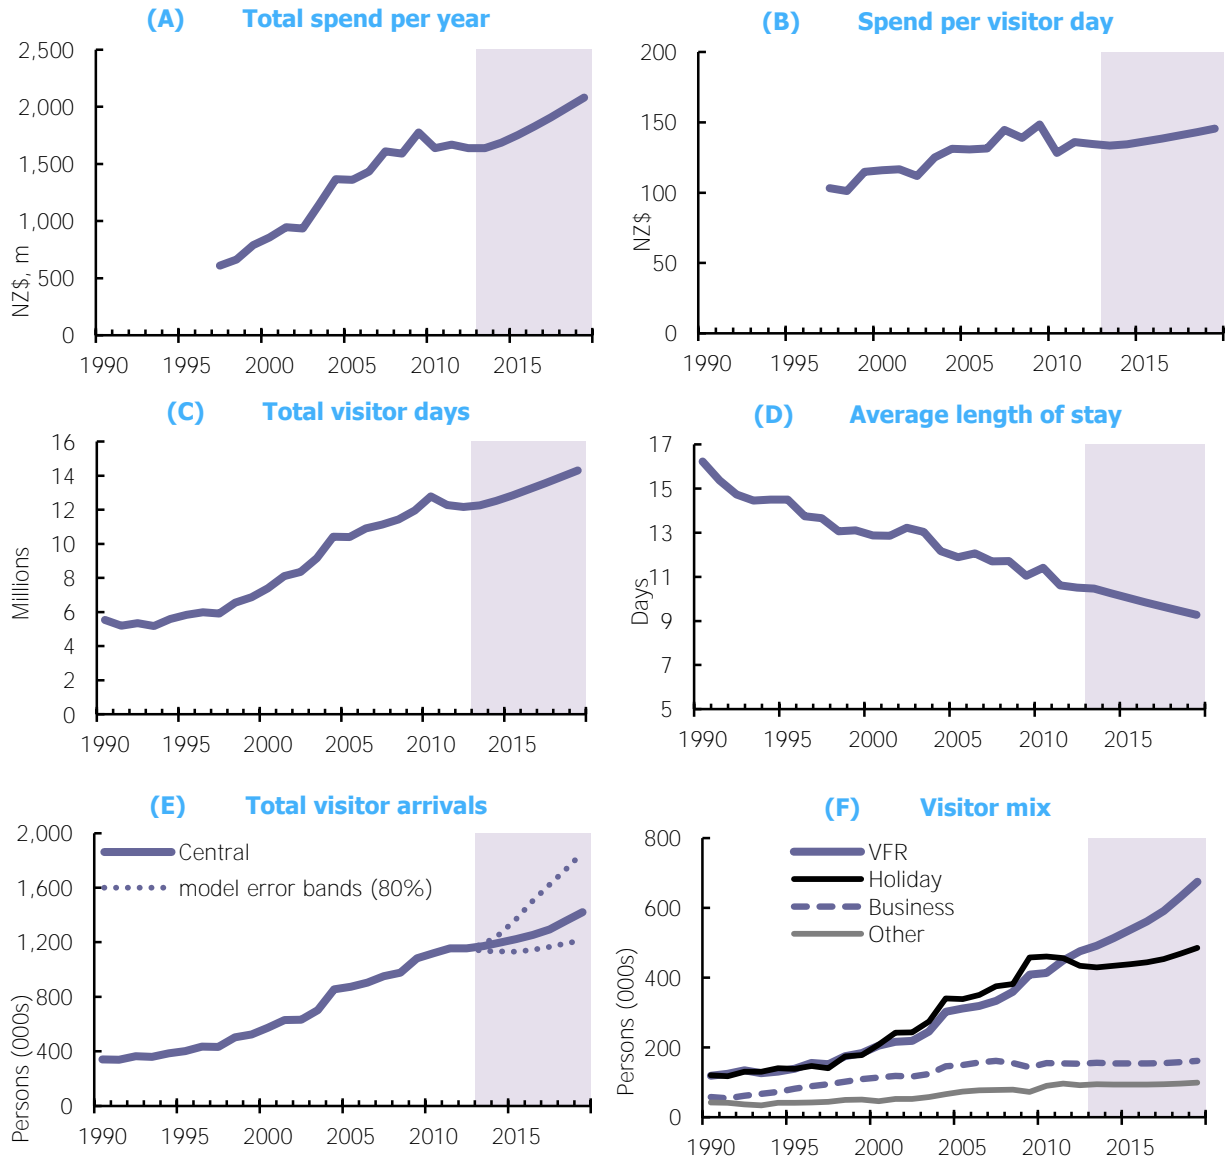 (A) Total spend per year
2,500
2,000
1,500
1,000
500
0
NZ$, m
1990 1995 2000 2005 2010 2015
(B) Spend per visitor day
200
150
100
50
0
NZ$
1990 1995 2000 2005 2010 2015
(C) Total visitor days
16
14
12
10
8
6
4
2
0
Millions
1990 1995 2000 2005 2010 2015
(D) Average length of stay
17
15
13
11
9
7
5
Days
1990 1995 2000 2005 2010 2015
(E) Total visitor arrivals
2,000
1,600
1,200
800
400
0
Persons (000s)
Central
model error bands (80%)
1990 1995 2000 2005 2010 2015
(F) Visitor mix
800
600
400
200
0
Persons (000s)
VFR
Holiday
Business
Other
1990 1995 2000 2005 2010 2015